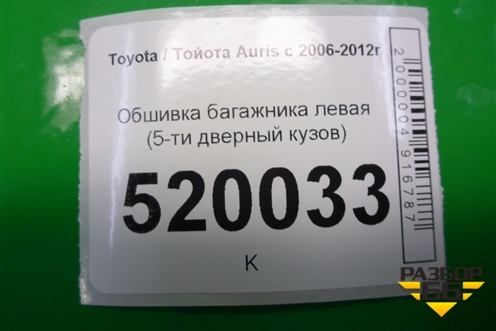 Toyota / Тойота Auris с 2006-2012г
Обшивка багажника левая
(5-ти дверный кузов)
520033
К
2000004916787
РАЗБОР
66